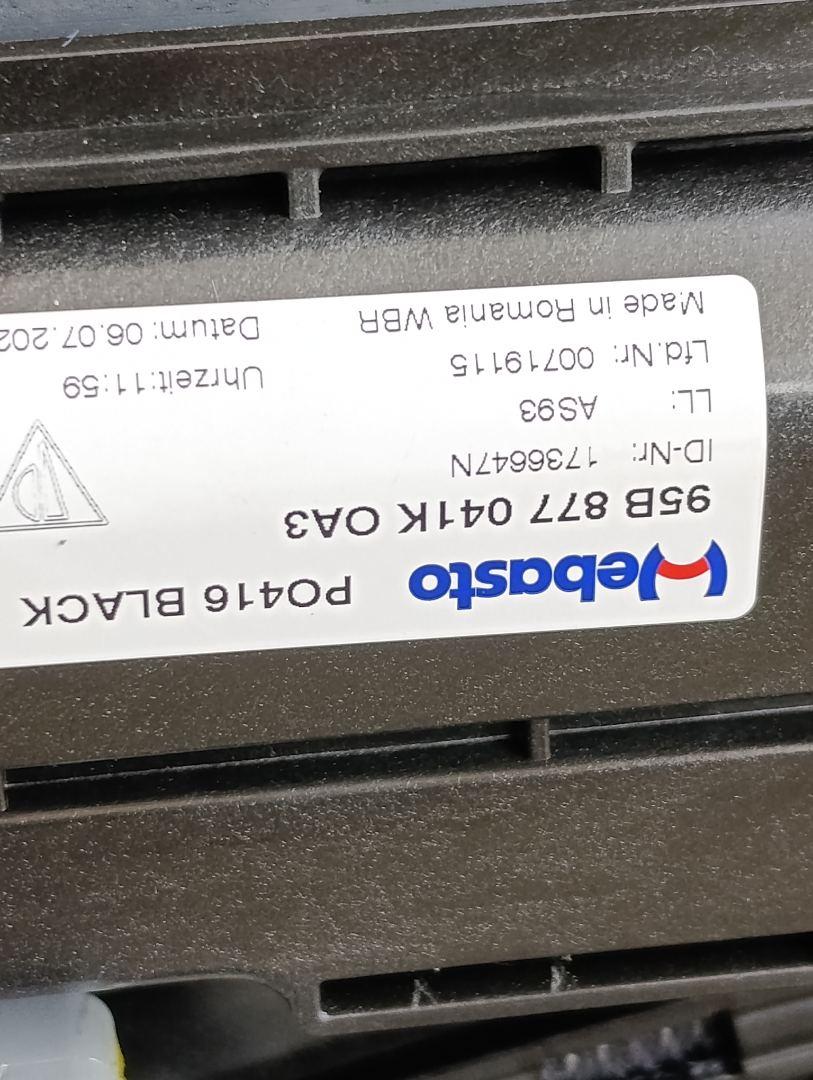 Webasto PO416 BLACK
95B 877 041K OA3
ID-Nr: 1736647N
LL: AS93
Lfd.Nr: 00719115 Uhrzeit:11:59
Made in Romania WBR Datum: 06.07.202